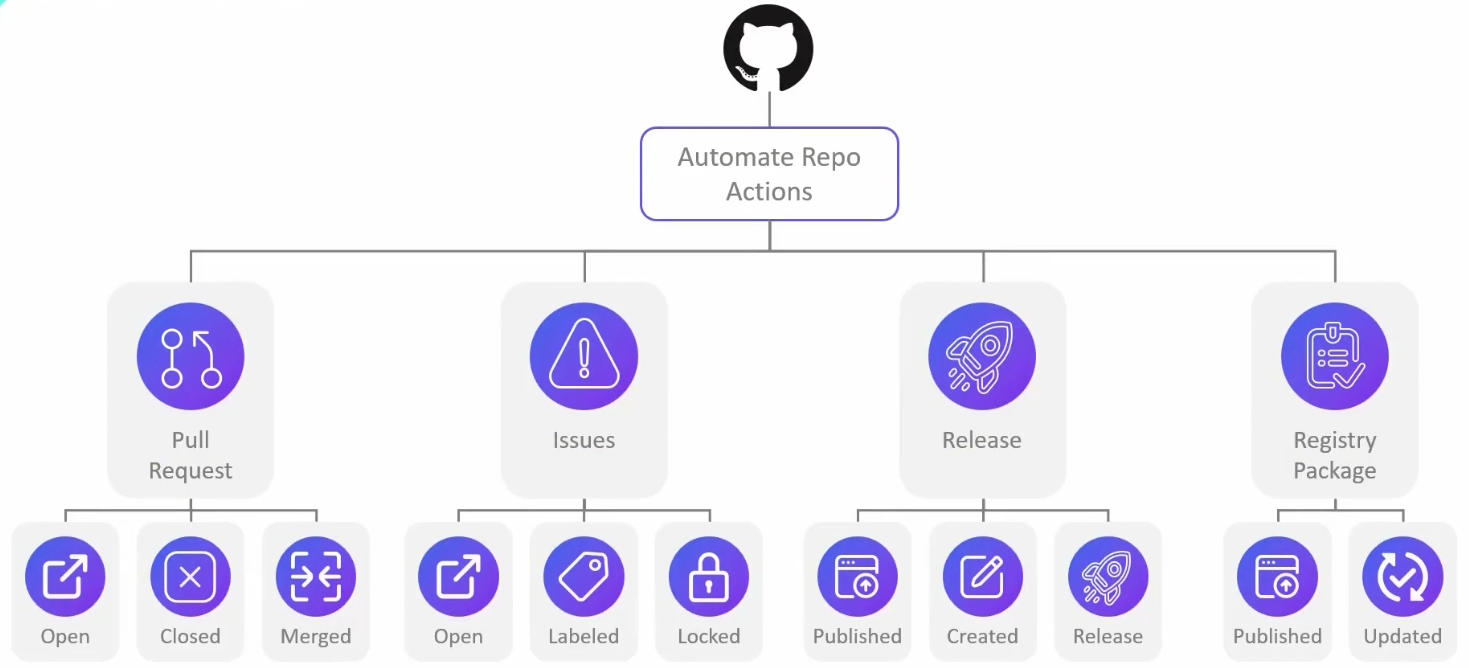 Automate Repo
Actions
Pull
Request
Issues
Release
Registry
Package
Open
Closed
Merged
Open
Labeled
Locked
Published
Created
Release
Published
Updated